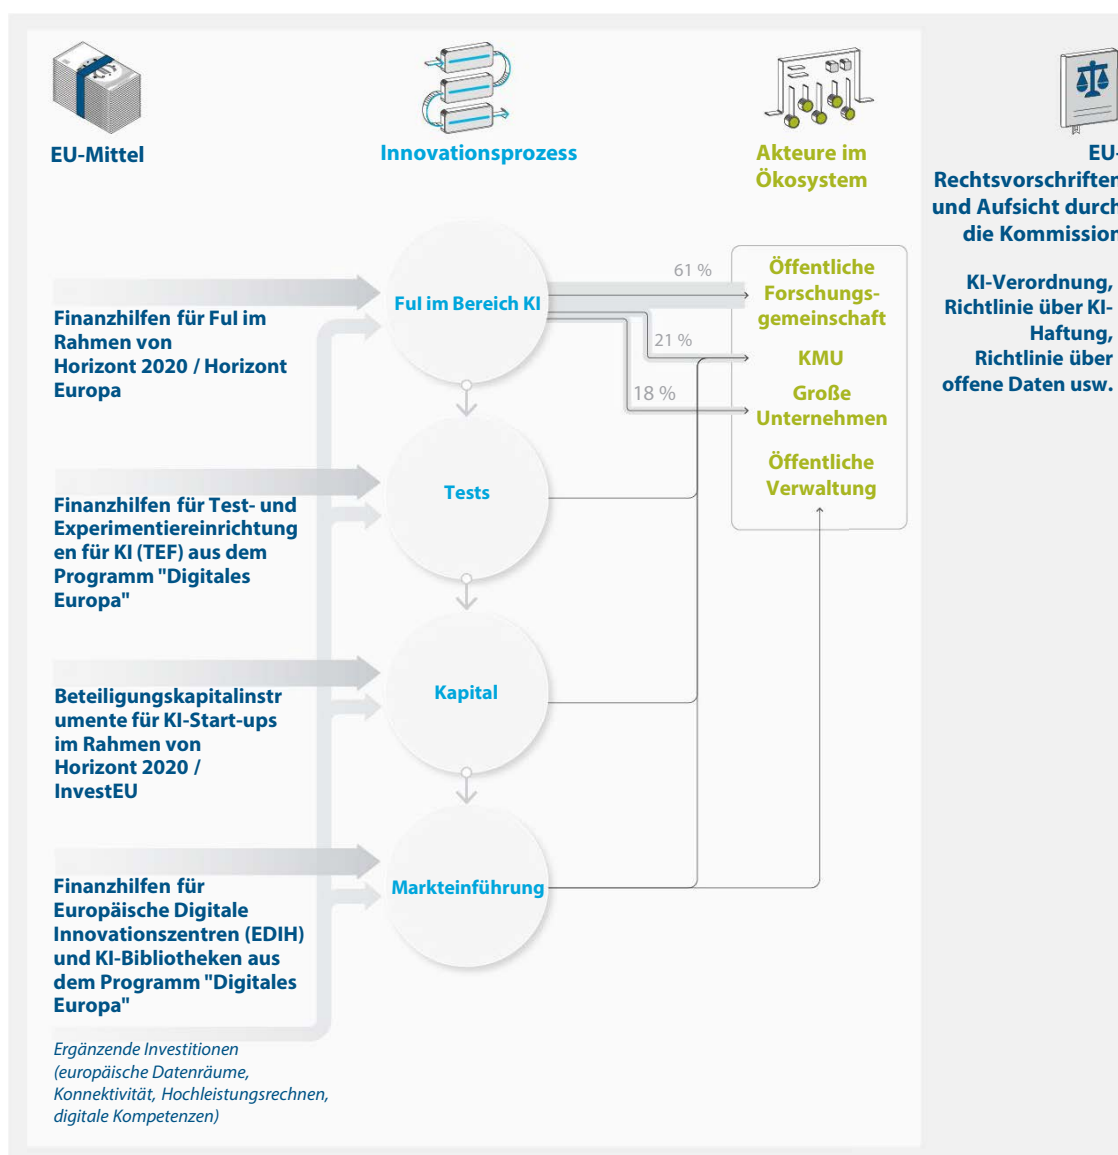 EU-Mittel
Innovationsprozess
Akteure im
Ökosystem
EU-
Rechtsvorschriften
und Aufsicht durch
die Kommission
KI-Verordnung,
Richtlinie über KI-
Haftung,
Richtlinie über
offene Daten usw.
Finanzhilfen für FuI im
Rahmen von
Horizont 2020 / Horizont
Europa
FuI im Bereich KI
61 %
21 %
18 %
Öffentliche
Forschungs-
gemeinschaft
KMU
Große
Unternehmen
Öffentliche
Verwaltung
Finanzhilfen für Test- und
Experimentiereinrichtung
en für KI (TEF) aus dem
Programm "Digitales
Europa"
Tests
Beteiligungskapitalinstr
umente für KI-Start-ups
im Rahmen von
Horizont 2020 /
InvestEU
Kapital
Finanzhilfen für
Europäische Digitale
Innovationszentren (EDIH)
und KI-Bibliotheken aus
dem Programm "Digitales
Europa"
Markteinführung
Ergänzende Investitionen
(europäische Datenräume,
Konnektivität, Hochleistungsrechnen,
digitale Kompetenzen)